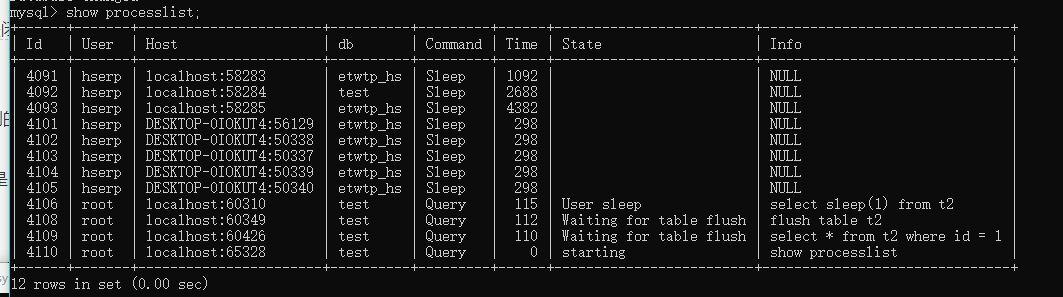 mysql> show processlist;
| Id | User | Host | db | Command | Time | State | Info |
| 4091 | hserp | localhost:58283 | etwtp_hs | Sleep | 1092 | | NULL |
| 4092 | hserp | localhost:58284 | test | Sleep | 2688 | | NULL |
| 4093 | hserp | localhost:58285 | etwtp_hs | Sleep | 4382 | | NULL |
| 4101 | hserp | DESKTOP-0IOKUT4:56129 | etwtp_hs | Sleep | 298 | | NULL |
| 4102 | hserp | DESKTOP-0IOKUT4:50338 | etwtp_hs | Sleep | 298 | | NULL |
| 4103 | hserp | DESKTOP-0IOKUT4:50337 | etwtp_hs | Sleep | 298 | | NULL |
| 4104 | hserp | DESKTOP-0IOKUT4:50339 | etwtp_hs | Sleep | 298 | | NULL |
| 4105 | hserp | DESKTOP-0IOKUT4:50340 | etwtp_hs | Sleep | 298 | | NULL |
| 4106 | root | localhost:60310 | test | Query | 115 | User sleep | select sleep(1) from t2 |
| 4108 | root | localhost:60349 | test | Query | 112 | Waiting for table flush | flush table t2 |
| 4109 | root | localhost:60426 | test | Query | 110 | Waiting for table flush | select * from t2 where id = 1 |
| 4110 | root | localhost:65328 | test | Query | 0 | starting | show processlist |
12 rows in set (0.00 sec)